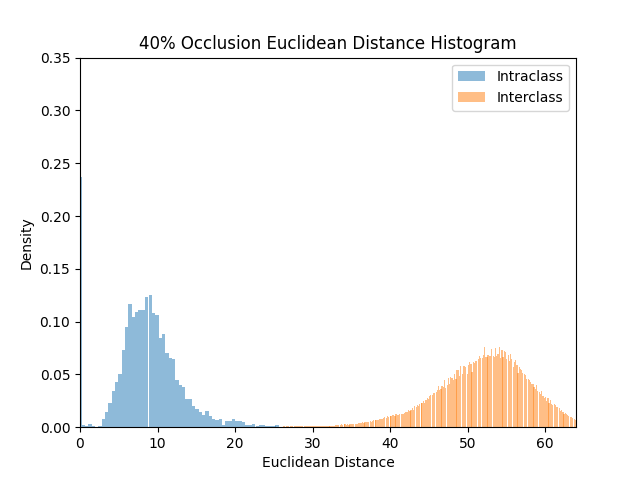 40% Occlusion Euclidean Distance Histogram
Intraclass
Interclass
0.35
0.30
0.25
0.20
0.15
0.10
0.05
0.00
Density
0 10 20 30 40 50 60
Euclidean Distance